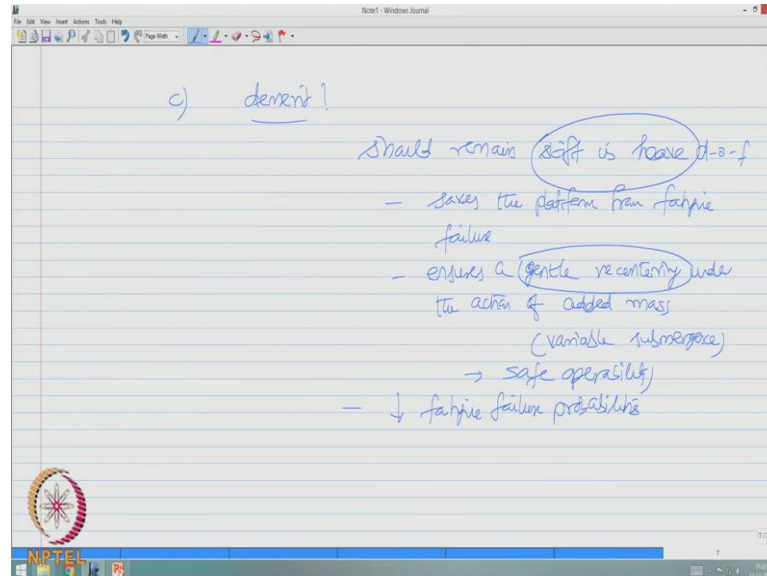 Note1 - Windows Journal
File Edit View Insert Actions Tools Help
Page Width
c) demerit!
should remain stiff is heave d-o-f
- saves the platform from fatigue
failure
- ensures a gentle recentering under
the action of added mass
(variable submergence)
→ safe operability
- ↓ fatigue failure probabilities
NPTEL